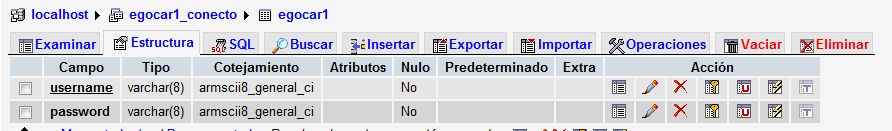 localhost egocar1_conecto egocar1
Examinar Estructura SQL Buscar Insertar Exportar Importar Operaciones Vaciar Eliminar
Campo Tipo Cotejamiento Atributos Nulo Predeterminado Extra Acción
username varchar(8) armscii8_general_ci No
password varchar(8) armscii8_general_ci No